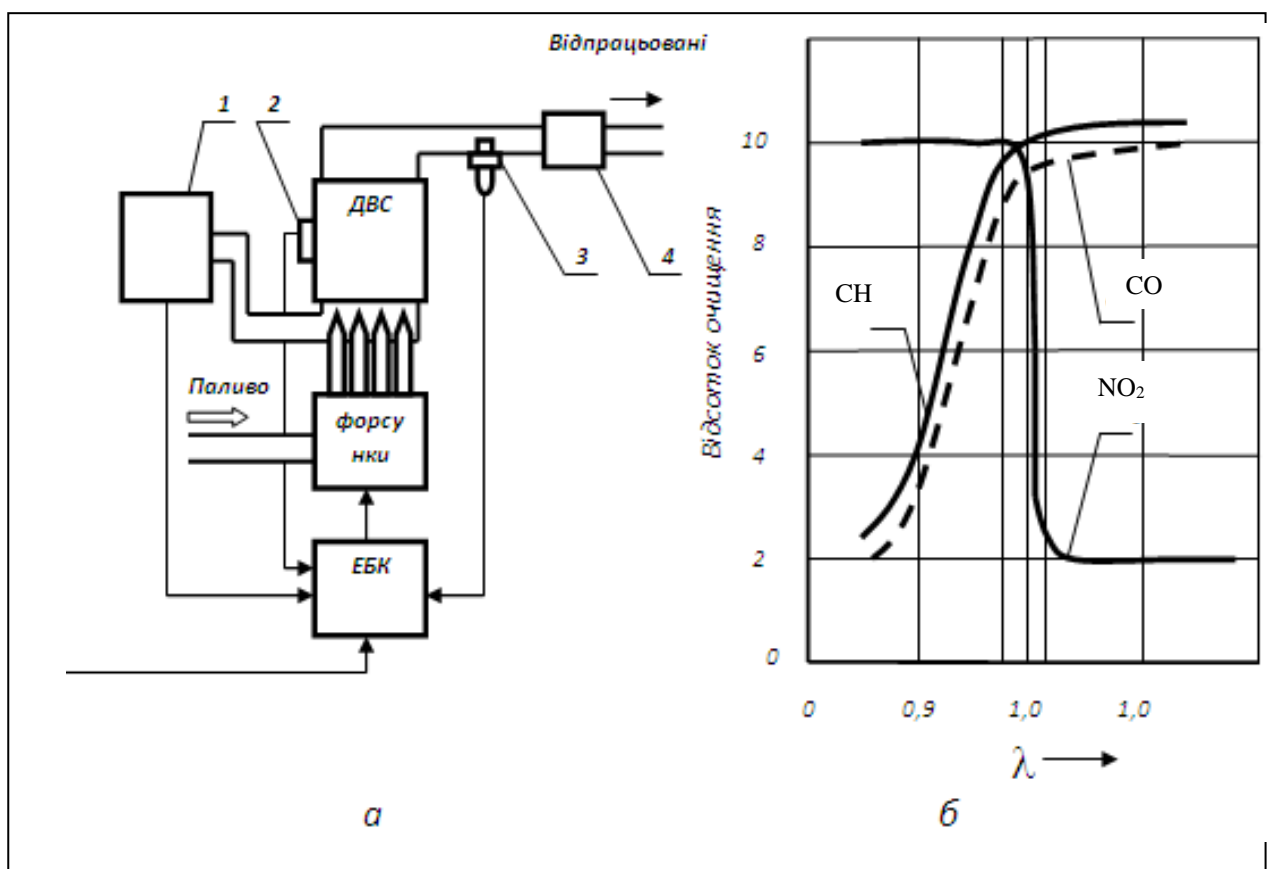 Відпрацьовані
1
2
ДВС
3
4
Паливо
форсу
нки
ЕБК
а
Відсоток очищення
10
8
6
4
2
0
CH
CO
NO₂
0
0,9
1,0
1,0
λ
б